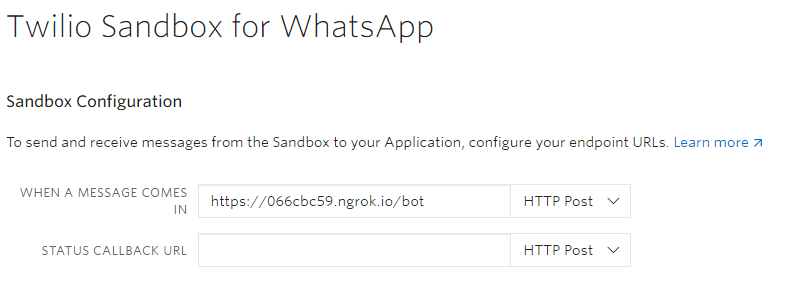 Twilio Sandbox for WhatsApp
Sandbox Configuration
To send and receive messages from the Sandbox to your Application, configure your endpoint URLs. Learn more ↗
WHEN A MESSAGE COMES
IN
https://066cbc59.ngrok.io/bot
HTTP Post
STATUS CALLBACK URL
HTTP Post